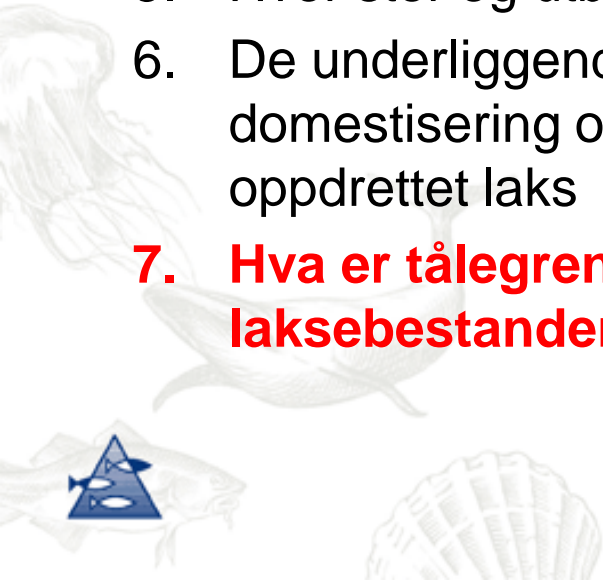 6. De underliggend
domestisering o
oppdrettet laks
7. Hva er tålegren
laksebestander